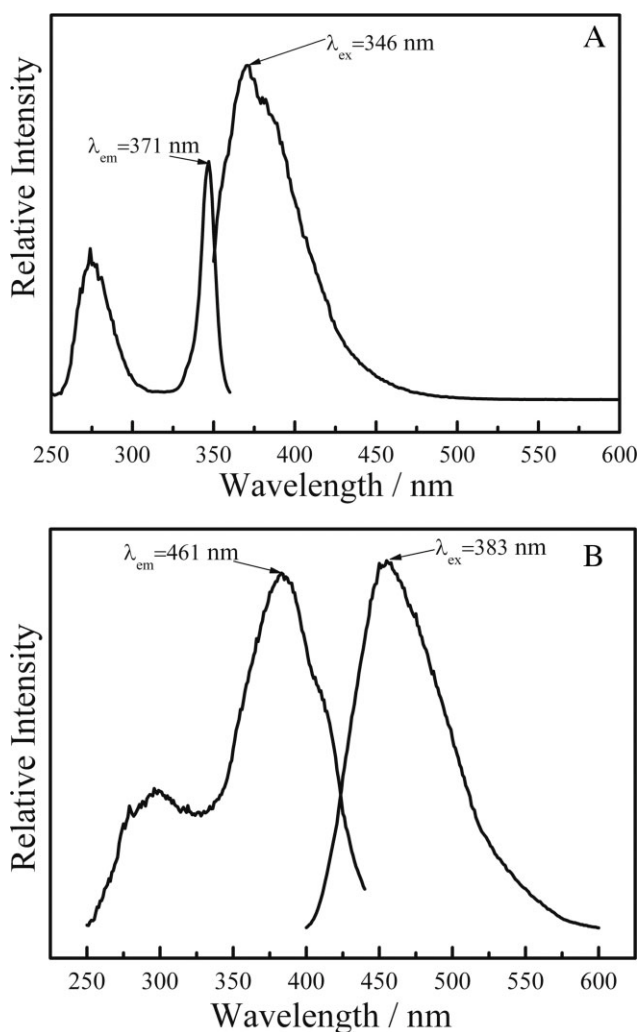 A
λex=346 nm
λem=371 nm
Relative Intensity
250 300 350 400 450 500 550 600
Wavelength / nm
B
λem=461 nm
λex=383 nm
Relative Intensity
250 300 350 400 450 500 550 600
Wavelength / nm